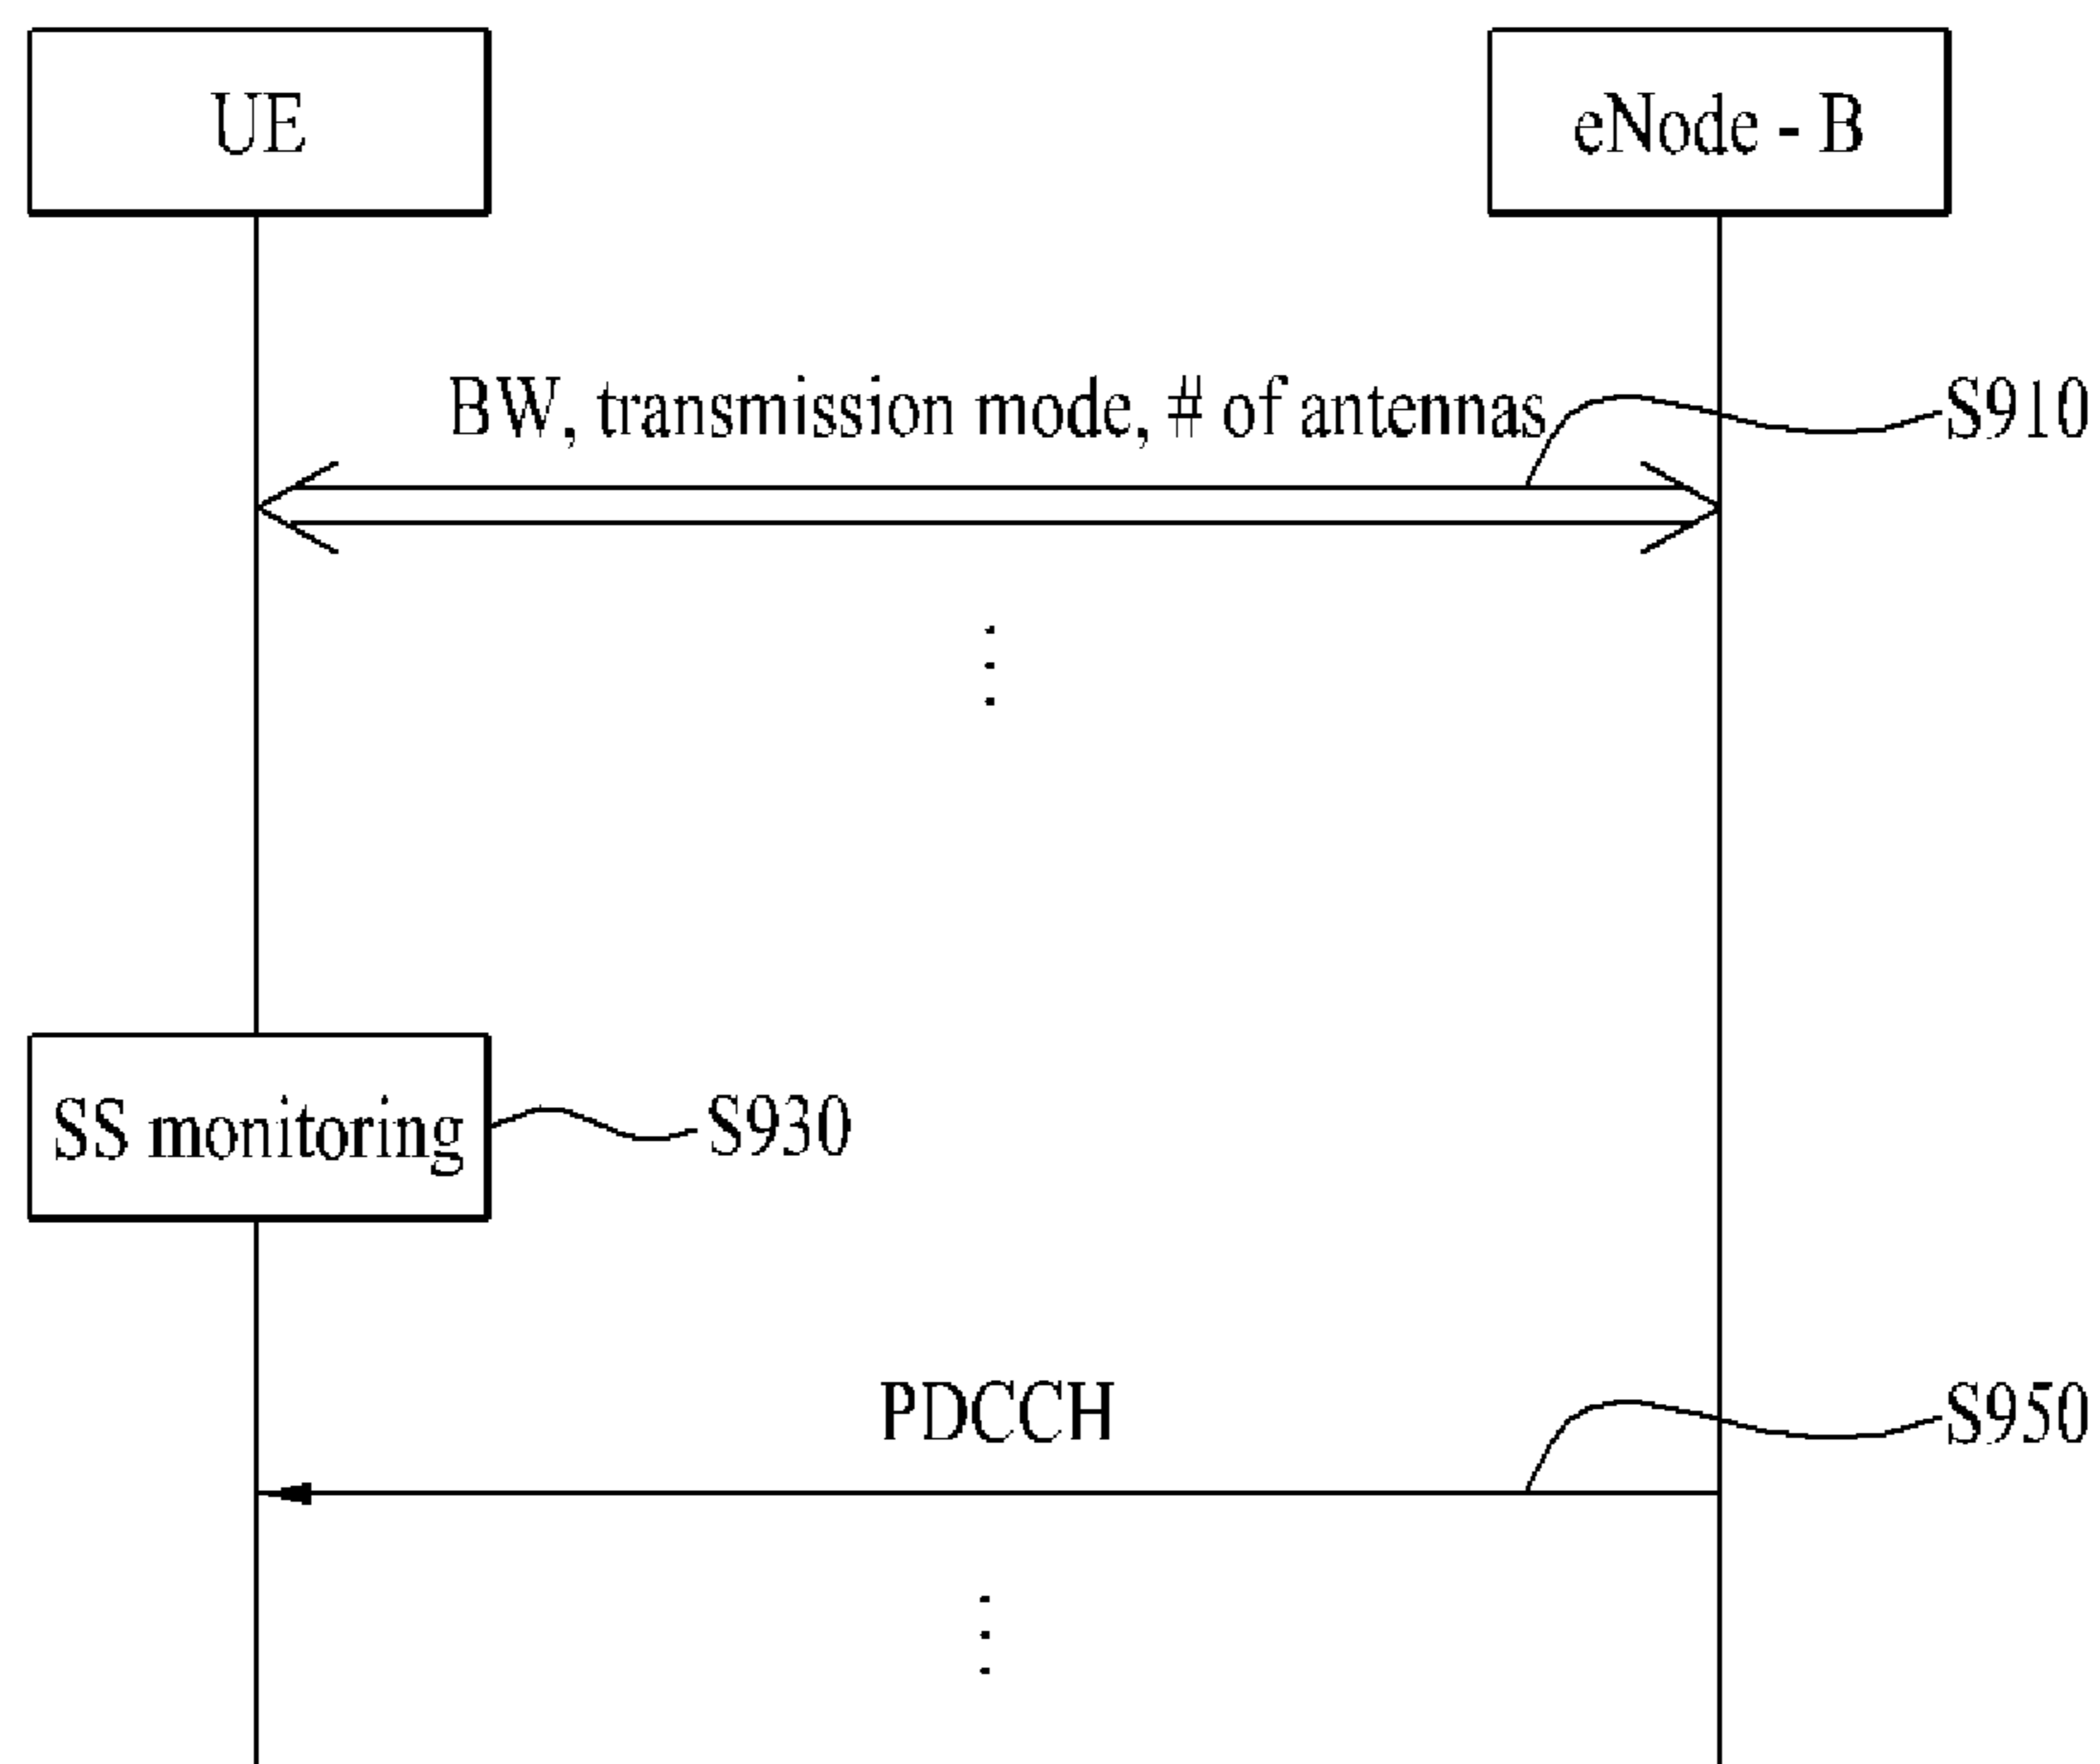 UE
eNode - B
BW, transmission mode, # of antennas
S910
SS monitoring
S930
PDCCH
S950